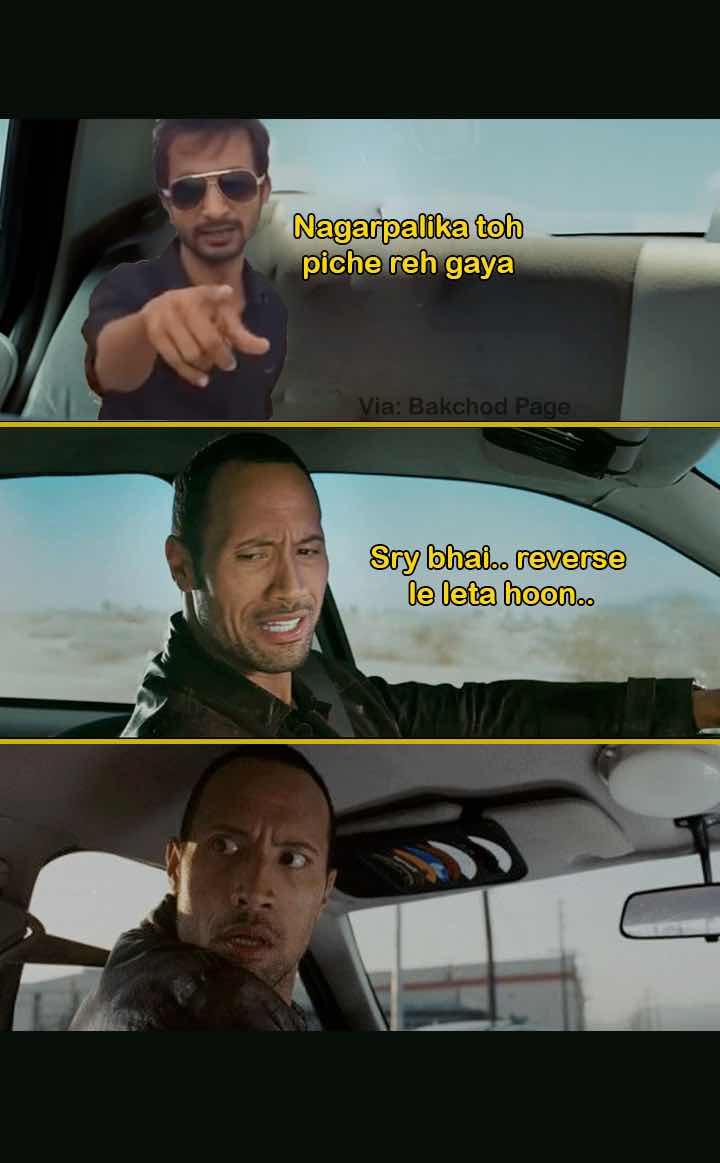 Nagarpalika toh
piche reh gaya
Via: Bakchod Page
Sry bhai.. reverse
le leta hoon..